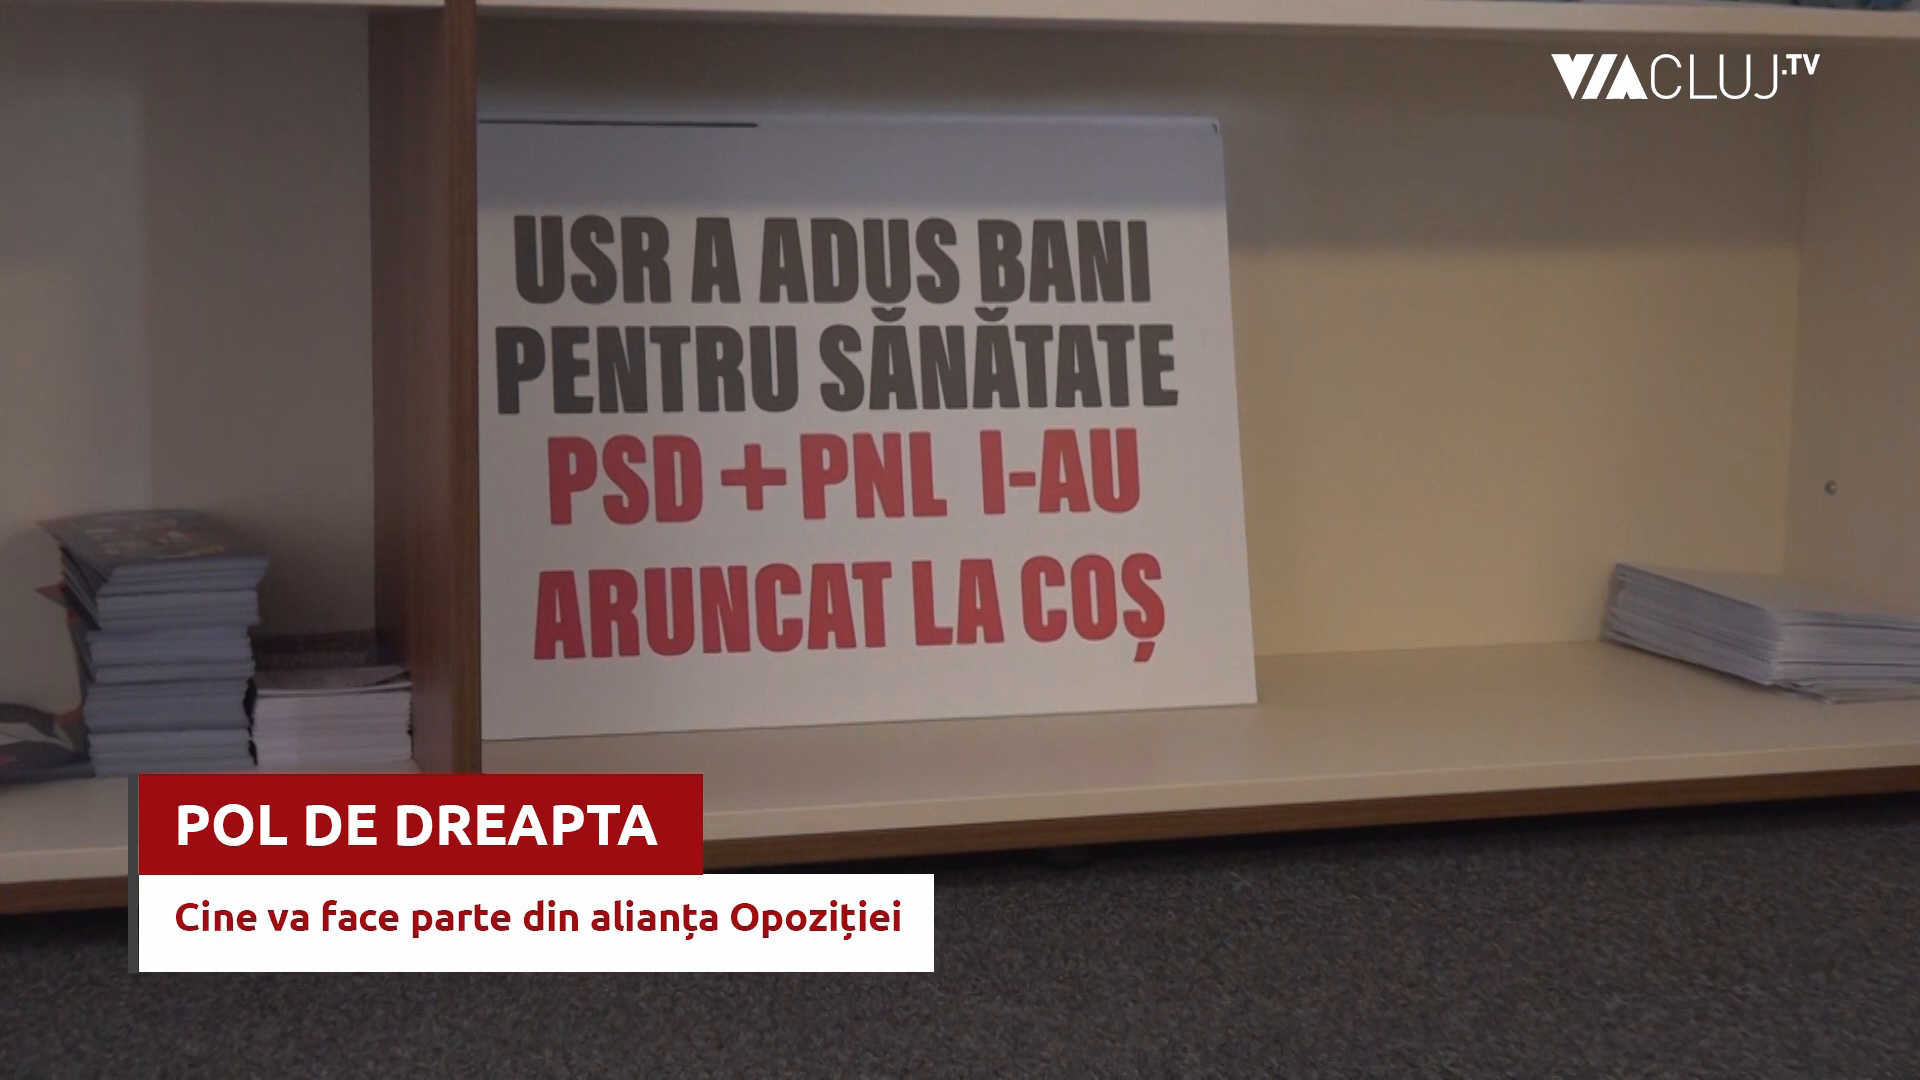 VIACLUJ.TV
USR A ADUS BANI
PENTRU SĂNĂTATE
PSD + PNL I-AU
ARUNCAT LA COȘ
POL DE DREAPTA
Cine va face parte din alianța Opoziției